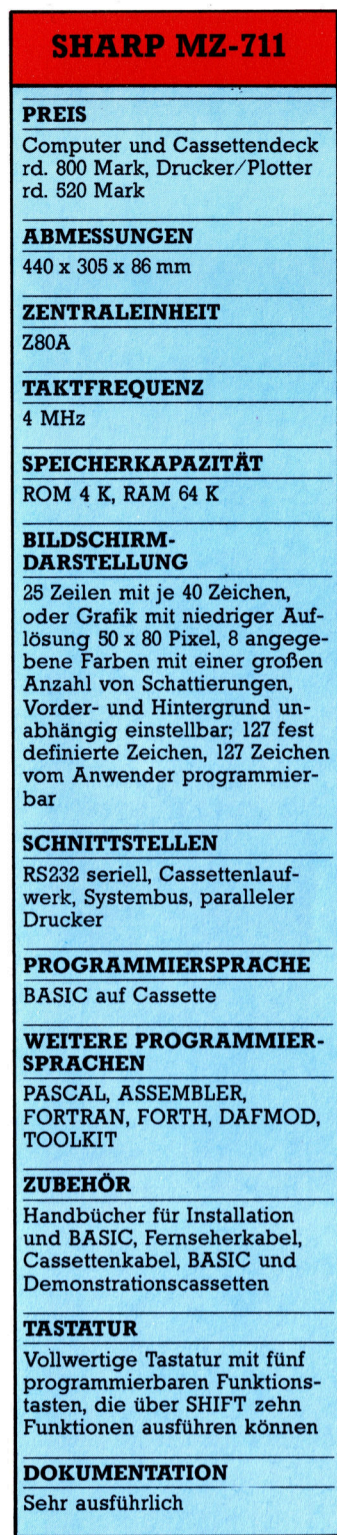 SHARP MZ-711
PREIS
Computer und Cassettendeck
rd. 800 Mark, Drucker/Plotter
rd. 520 Mark
ABMESSUNGEN
440 x 305 x 86 mm
ZENTRALEINHEIT
Z80A
TAKTFREQUENZ
4 MHz
SPEICHERKAPAZITÄT
ROM 4 K, RAM 64 K
BILDSCHIRM-
DARSTELLUNG
25 Zeilen mit je 40 Zeichen,
oder Grafik mit niedriger Auf-
lösung 50 x 80 Pixel, 8 angege-
bene Farben mit einer großen
Anzahl von Schattierungen,
Vorder- und Hintergrund un-
abhängig einstellbar; 127 fest
definierte Zeichen, 127 Zeichen
vom Anwender programmier-
bar
SCHNITTSTELLEN
RS232 seriell, Cassettenlauf-
werk, Systembus, paralleler
Drucker
PROGRAMMIERSPRACHE
BASIC auf Cassette
WEITERE PROGRAMMIER-
SPRACHEN
PASCAL, ASSEMBLER,
FORTRAN, FORTH, DAFMOD,
TOOLKIT
ZUBEHÖR
Handbücher für Installation
und BASIC, Fernseherkabel,
Cassettenkabel, BASIC und
Demonstrationscassetten
TASTATUR
Vollwertige Tastatur mit fünf
programmierbaren Funktions-
tasten, die über SHIFT zehn
Funktionen ausführen können
DOKUMENTATION
Sehr ausführlich